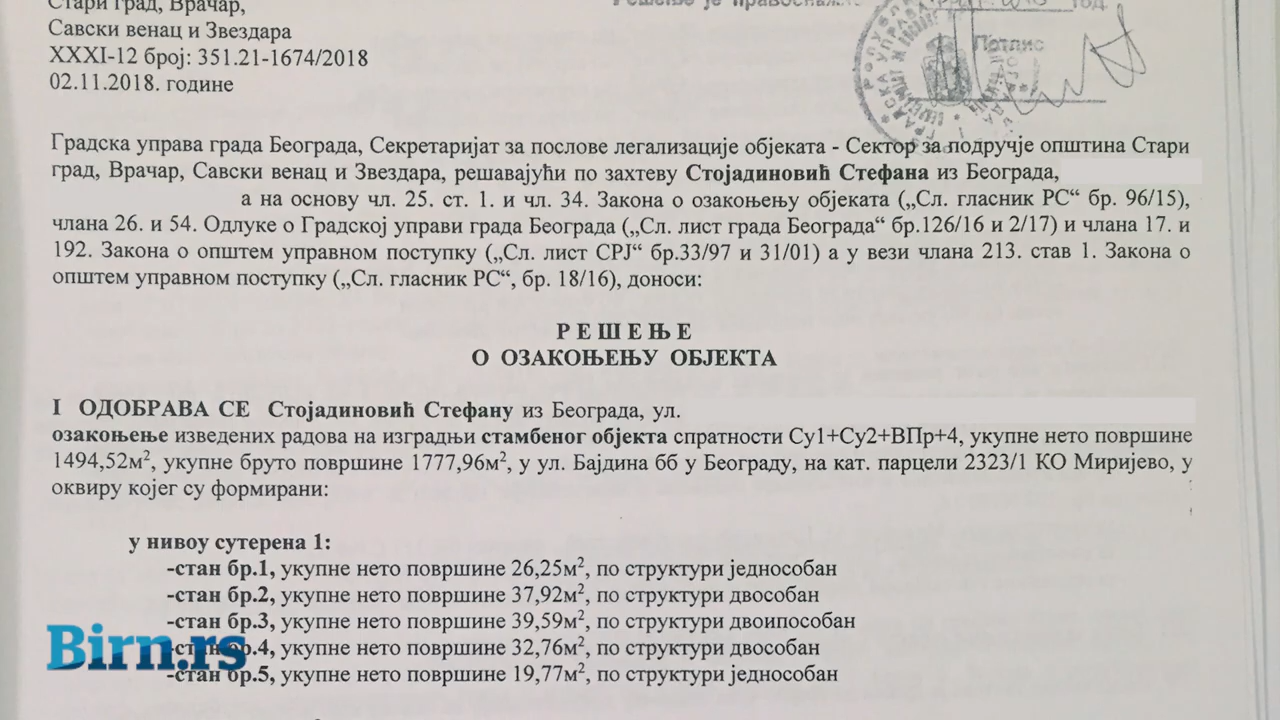 Стари град, Врачар,
Савски венац и Звездара
XXXI-12 број: 351.21-1674/2018
02.11.2018. године
Решење је правоснажно
год.
Потпис
Градска управа града Београда, Секретаријат за послове легализације објеката - Сектор за подручје општина Стари
град, Врачар, Савски венац и Звездара, решавајући по захтеву Стојадиновић Стефана из Београда,
а на основу чл. 25. ст. 1. и чл. 34. Закона о озакоњењу објеката („Сл. гласник РС“ бр. 96/15),
члана 26. и 54. Одлуке о Градској управи града Београда („Сл. лист града Београда“ бр.126/16 и 2/17) и члана 17. и
192. Закона о општем управном поступку („Сл. лист СРЈ“ бр.33/97 и 31/01) а у вези члана 213. став 1. Закона о
општем управном поступку („Сл. гласник РС“, бр. 18/16), доноси:
Р Е Ш Е Њ Е
О ОЗАКОЊЕЊУ ОБЈЕКТА
I ОДОБРАВА СЕ Стојадиновић Стефану из Београда, ул.
озакоњење изведених радова на изградњи стамбеног објекта спратности Су1+Су2+ВПр+4, укупне нето површине
1494,52м², укупне бруто површине 1777,96м², у ул. Бајдина бб у Београду, на кат. парцели 2323/1 КО Миријево, у
оквиру којег су формирани:
у нивоу сутерена 1:
-стан бр.1, укупне нето површине 26,25м², по структури једнособан
-стан бр.2, укупне нето површине 37,92м², по структури двособан
-стан бр.3, укупне нето површине 39,59м², по структури двоипособан
-стан бр.4, укупне нето површине 32,76м², по структури двособан
-стан бр.5, укупне нето површине 19,77м², по структури једнособан
Birn.rs